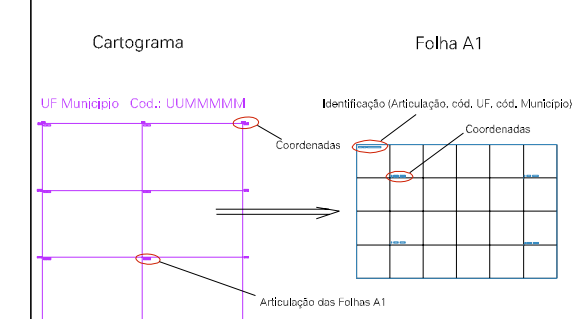 Cartograma
Folha A1
UF Município Cod.: UUMMMMM
Identificação (Articulação, cód. UF, cód. Município)
Coordenadas
Coordenadas
Articulação das Folhas A1